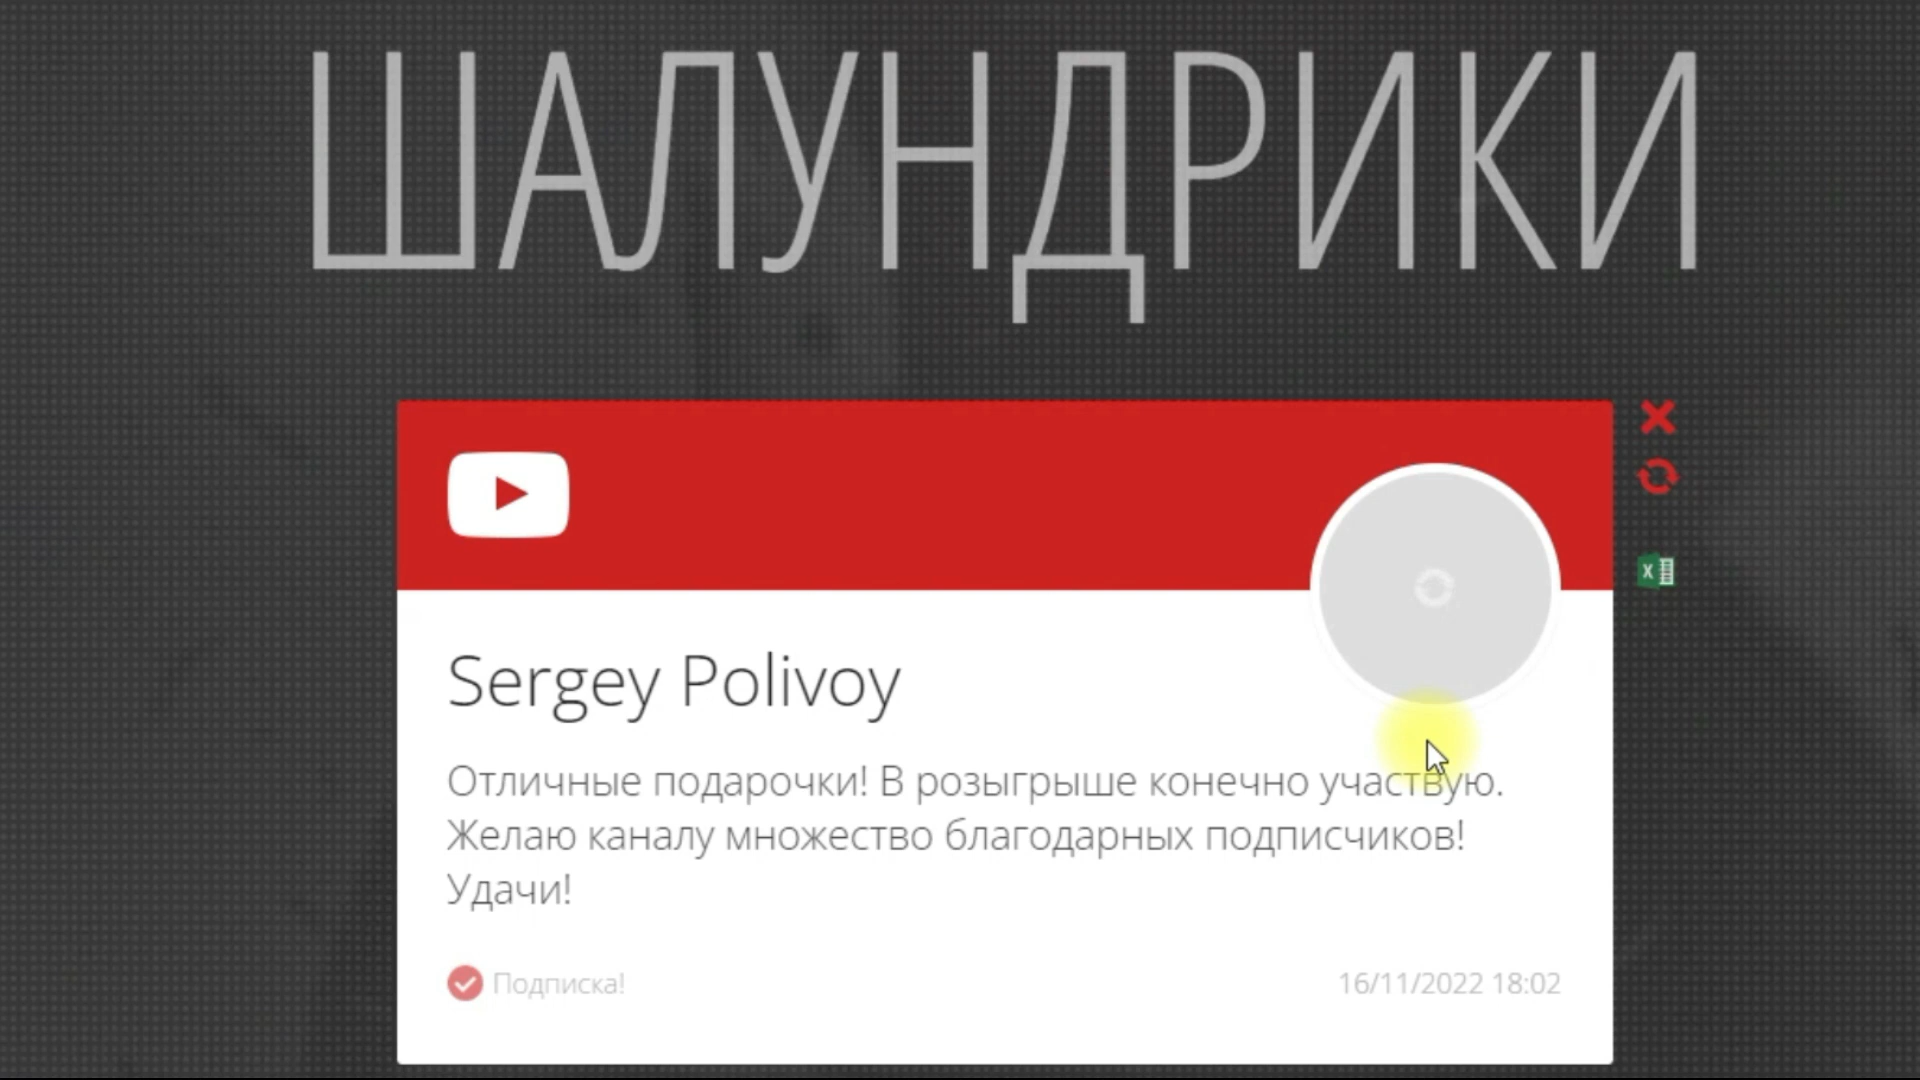 ШАЛУНДРИКИ
Sergey Polivoy
Отличные подарочки! В розыгрыше конечно участвую.
Желаю каналу множество благодарных подписчиков!
Удачи!
Подписка!
16/11/2022 18:02